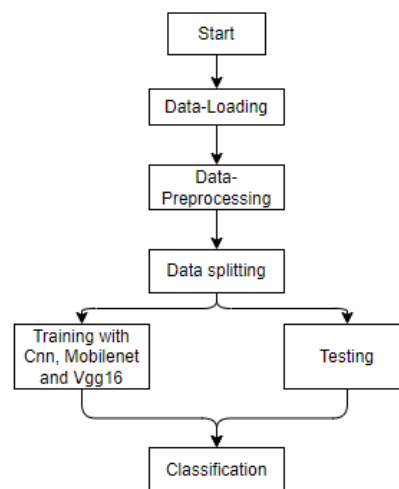 Start
Data-Loading
Data-
Preprocessing
Data splitting
Training with
Cnn, Mobilenet
and Vgg16
Testing
Classification